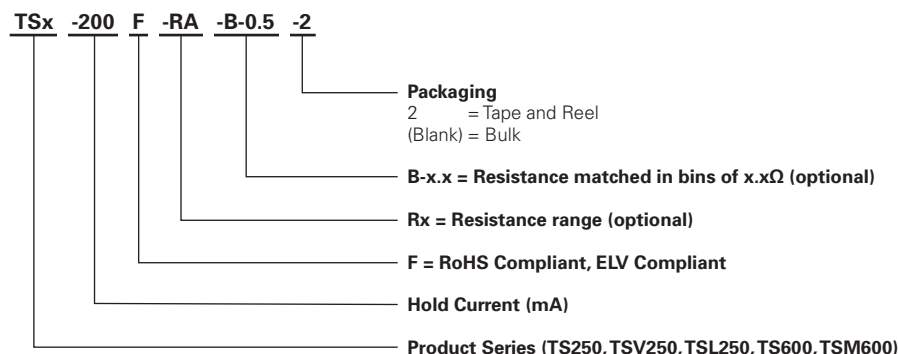 TSx -200 F -RA -B-0.5 -2
Packaging
2 = Tape and Reel
(Blank) = Bulk
B-x.x = Resistance matched in bins of x.xΩ (optional)
Rx = Resistance range (optional)
F = RoHS Compliant, ELV Compliant
Hold Current (mA)
Product Series (TS250, TSV250, TSL250, TS600, TSM600)